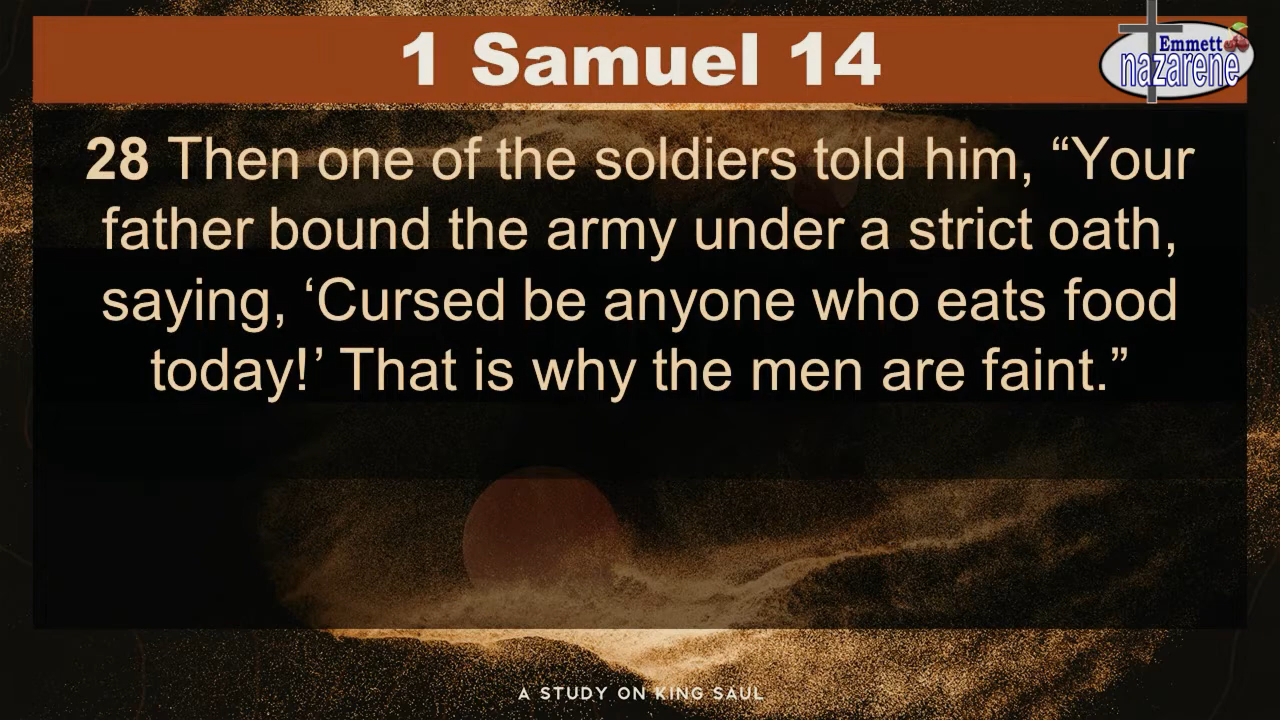 1 Samuel 14
Emmett
nazarene
28 Then one of the soldiers told him, “Your
father bound the army under a strict oath,
saying, ‘Cursed be anyone who eats food
today!’ That is why the men are faint.”
A STUDY ON KING SAUL